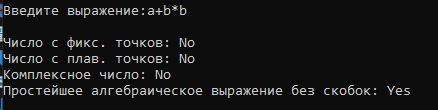 Введите выражение:a+b*b
Число с фикс. точков: No
Число с плав. точков: No
Комплексное число: No
Простейшее алгебраическое выражение без скобок: Yes